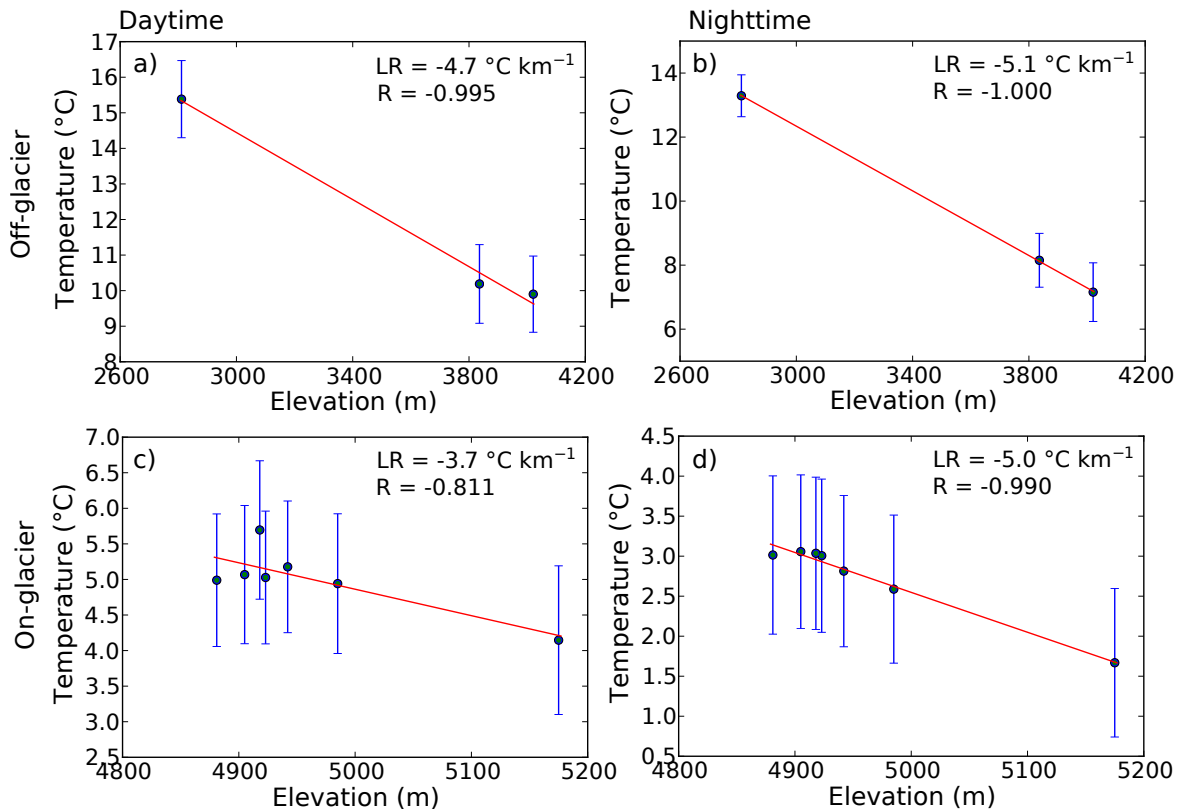 Daytime
Nighttime
Off-glacier
On-glacier
a)
LR = -4.7 °C km⁻¹
R = -0.995
Temperature (°C)
17
16
15
14
13
12
11
10
9
8
2600
3000
3400
3800
4200
Elevation (m)
b)
LR = -5.1 °C km⁻¹
R = -1.000
Temperature (°C)
14
12
10
8
6
2600
3000
3400
3800
4200
Elevation (m)
c)
LR = -3.7 °C km⁻¹
R = -0.811
Temperature (°C)
7.0
6.5
6.0
5.5
5.0
4.5
4.0
3.5
3.0
2.5
4800
4900
5000
5100
5200
Elevation (m)
d)
LR = -5.0 °C km⁻¹
R = -0.990
Temperature (°C)
4.5
4.0
3.5
3.0
2.5
2.0
1.5
1.0
0.5
4800
4900
5000
5100
5200
Elevation (m)